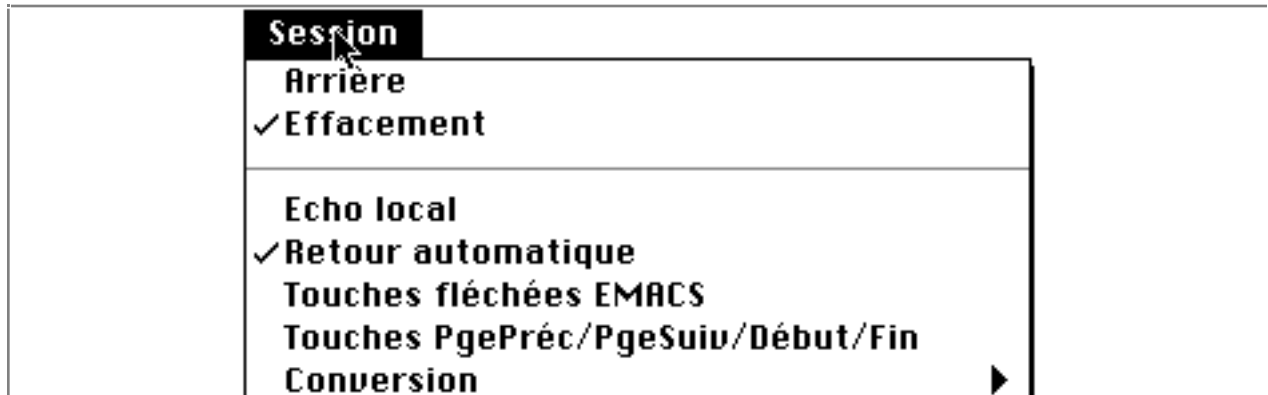 Session
Arrière
Effacement
Echo local
Retour automatique
Touches fléchées EMACS
Touches PgePréc/PgeSuiv/Début/Fin
Conversion